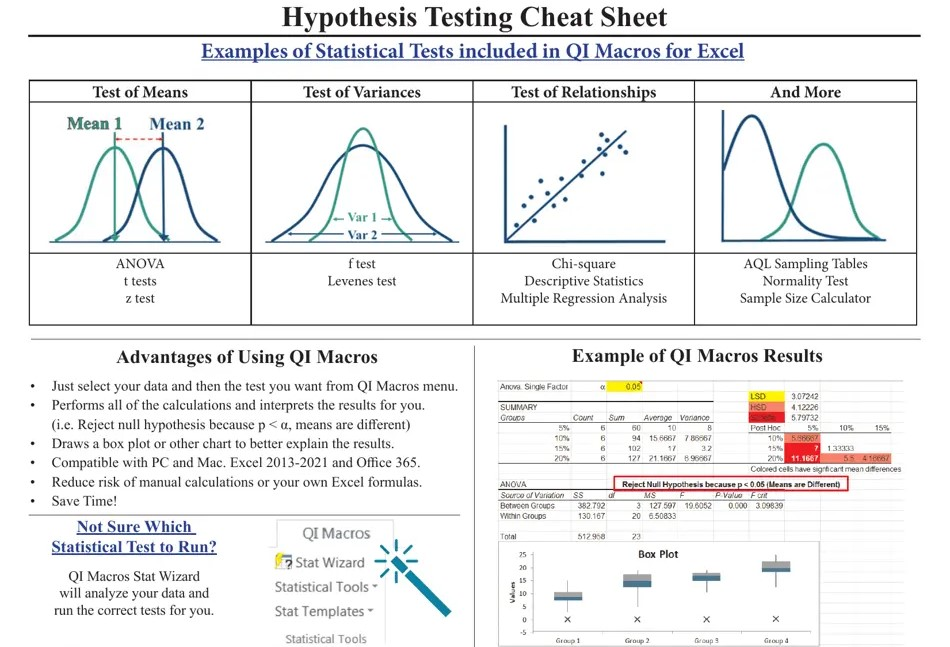 Hypothesis Testing Cheat Sheet
Examples of Statistical Tests included in QI Macros for Excel
Test of Means
Mean 1 Mean 2
ANOVA
t tests
z test
Test of Variances
Var 1
Var 2
f test
Levenes test
Test of Relationships
Chi-square
Descriptive Statistics
Multiple Regression Analysis
And More
AQL Sampling Tables
Normality Test
Sample Size Calculator
Advantages of Using QI Macros
• Just select your data and then the test you want from QI Macros menu.
• Performs all of the calculations and interprets the results for you.
(i.e. Reject null hypothesis because p < α, means are different)
• Draws a box plot or other chart to better explain the results.
• Compatible with PC and Mac. Excel 2013-2021 and Office 365.
• Reduce risk of manual calculations or your own Excel formulas.
• Save Time!
Not Sure Which
Statistical Test to Run?
QI Macros Stat Wizard
will analyze your data and
run the correct tests for you.
QI Macros
Stat Wizard
Statistical Tools
Stat Templates
Statistical Tools
Example of QI Macros Results
Anova: Single Factor α 0.05
SUMMARY
Groups Count Sum Average Variance
5% 6 60 10 8
10% 6 94 15.6667 7.86667
15% 6 102 17 3.2
20% 6 127 21.1667 6.96667
LSD 3.07242
HSD 4.12226
5.79732
Post Hoc 5% 10% 15%
10% 5.66667
15% 7 1.33333
20% 11.1667 5.5 4.16667
Colored cells have significant mean differences
ANOVA Reject Null Hypothesis because p < 0.05 (Means are Different)
Source of Variation SS df MS F P-Value F crit
Between Groups 382.792 3 127.597 19.6052 0.000 3.09839
Within Groups 130.167 20 6.50833
Total 512.958 23
Box Plot
Values
25
20
15
10
5
0
-5
Group 1 Group 2 Group 3 Group 4